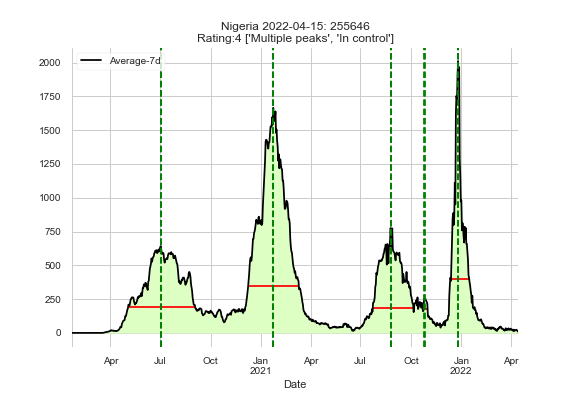 Nigeria 2022-04-15: 255646
Rating:4 ['Multiple peaks', 'In control']
Average-7d
2000
1750
1500
1250
1000
750
500
250
0
Apr
Jul
Oct
Jan
2021
Apr
Jul
Oct
Jan
2022
Apr
Date